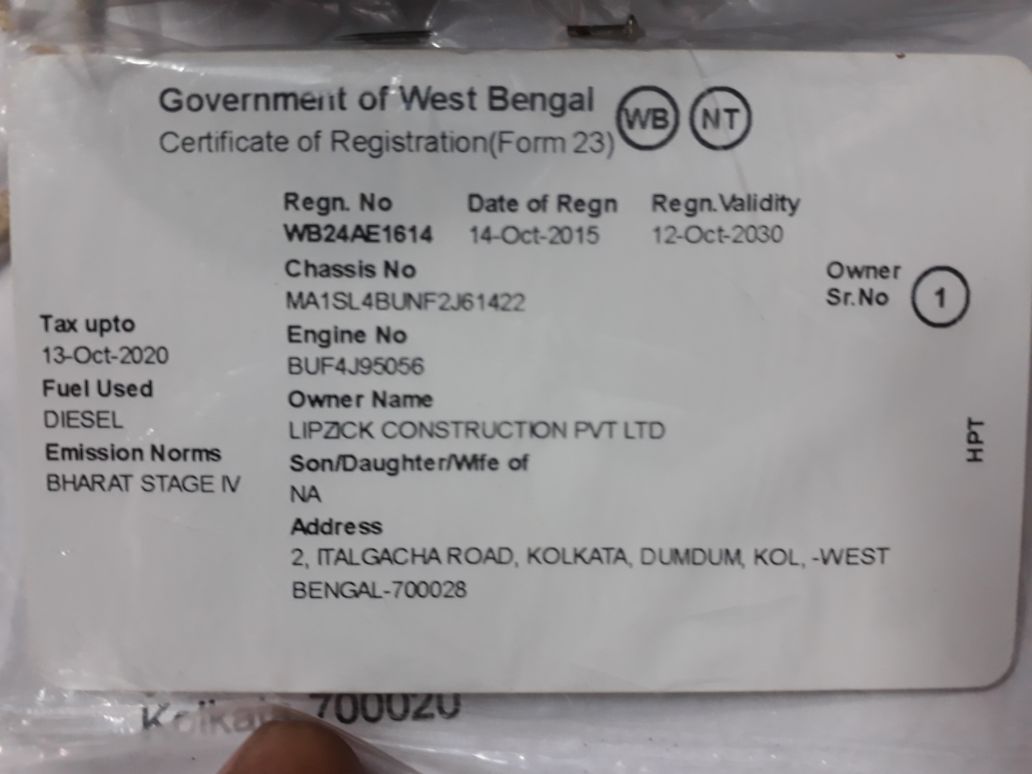 Government of West Bengal WB NT
Certificate of Registration(Form 23)
Regn. No Date of Regn Regn.Validity
WB24AE1614 14-Oct-2015 12-Oct-2030
Chassis No
MA1SL4BUNF2J61422
Owner
Sr.No 1
Tax upto
13-Oct-2020
Engine No
BUF4J95056
Fuel Used
DIESEL
Owner Name
LIPZICK CONSTRUCTION PVT LTD
Emission Norms
BHARAT STAGE IV
Son/Daughter/Wife of
NA
HPT
Address
2, ITALGACHA ROAD, KOLKATA, DUMDUM, KOL, -WEST
BENGAL-700028
Kolkata 700020